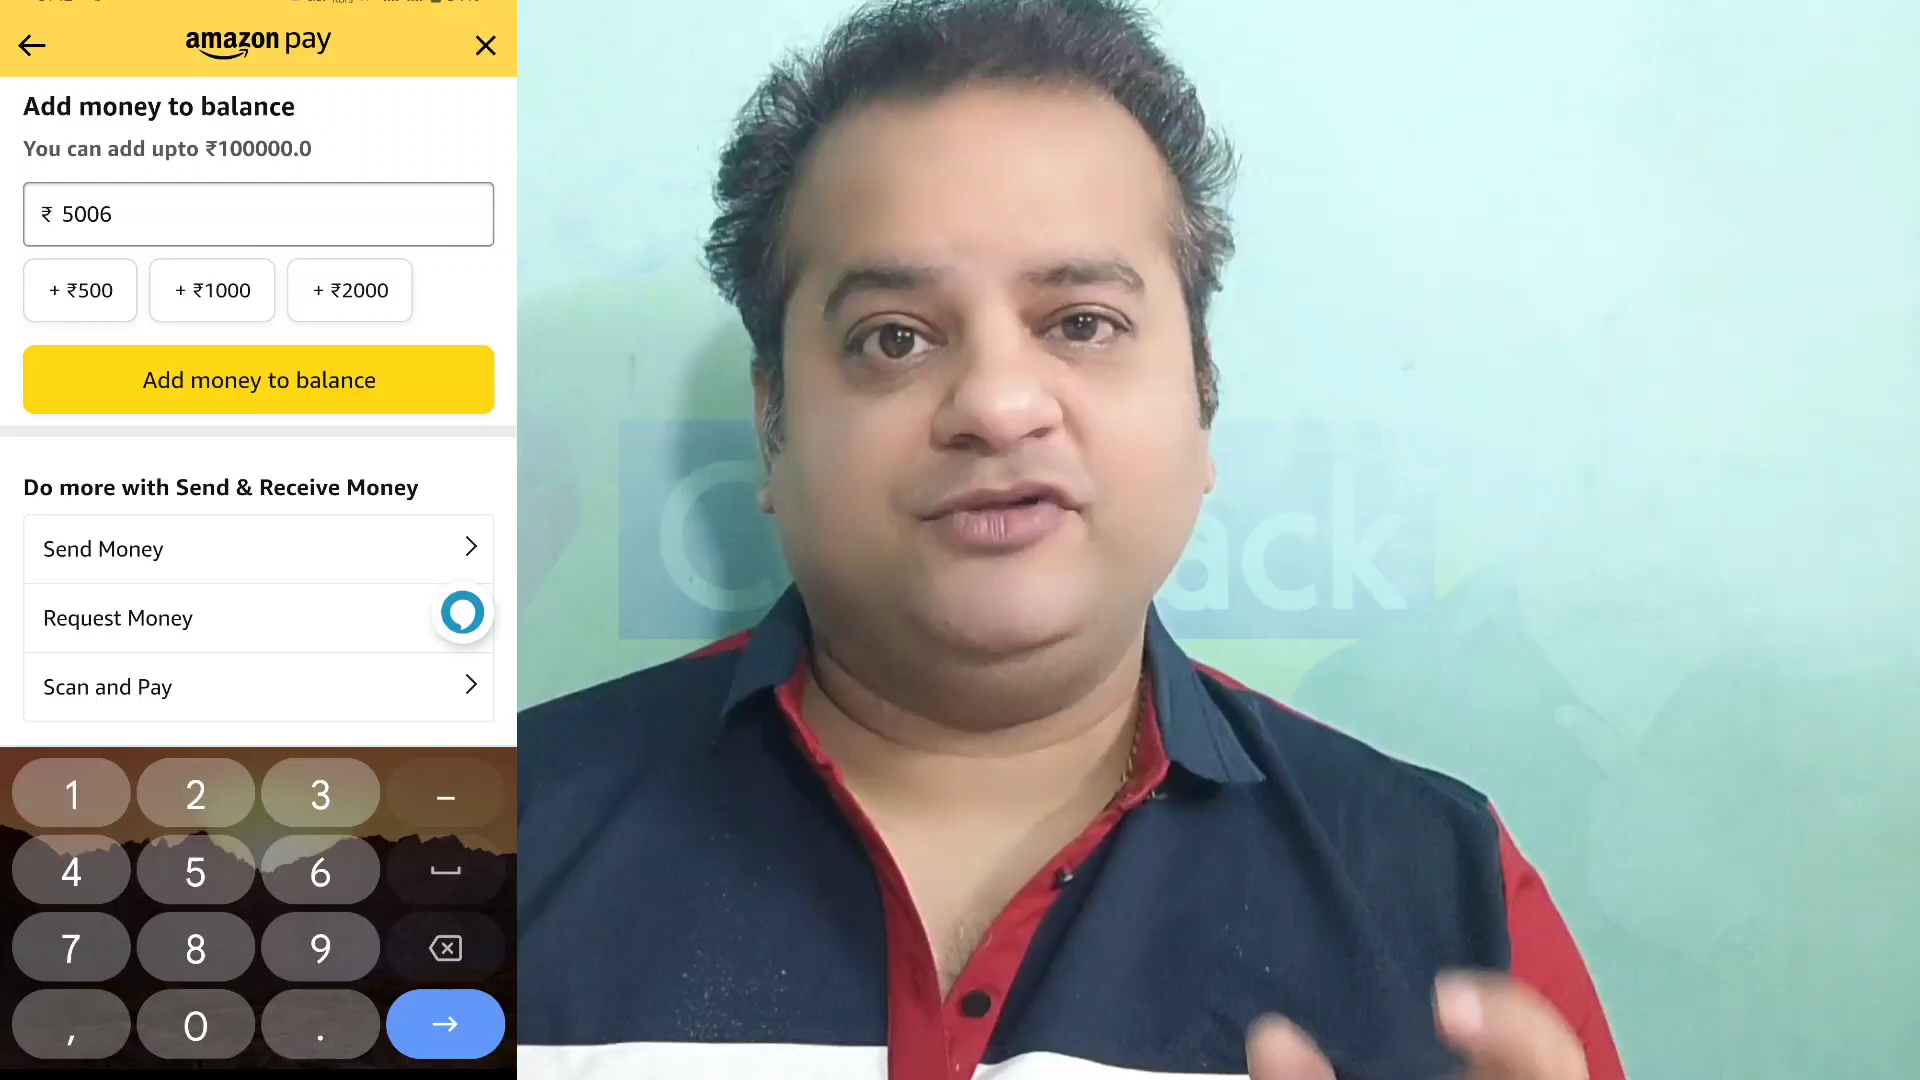 amazon pay
Add money to balance
You can add upto ₹100000.0
₹ 5006
+ ₹500
+ ₹1000
+ ₹2000
Add money to balance
Do more with Send & Receive Money
Send Money
Request Money
Scan and Pay
1 2 3 –
4 5 6
7 8 9
, 0 .